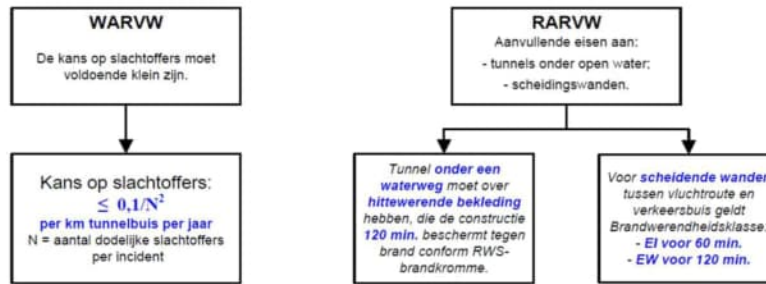 WARVW
De kans op slachtoffers moet
voldoende klein zijn.
Kans op slachtoffers:
≤ 0,1/N²
per km tunnelbuis per jaar
N = aantal dodelijke slachtoffers
per incident
RARVW
Aanvullende eisen aan:
- tunnels onder open water;
- scheidingswanden.
Tunnel onder een
waterweg moet over
hittewerende bekleding
hebben, die de constructie
120 min. beschermt tegen
brand conform RWS-
brandkromme.
Voor scheidende wanden
tussen vluchtroute en
verkeersbuis geldt
Brandwerendheidsklasse:
- EI voor 60 min.
- EW voor 120 min.